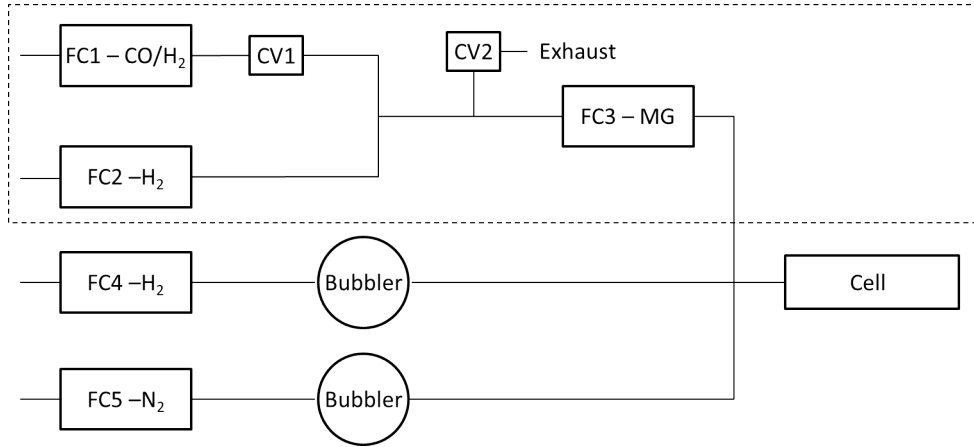 FC1 – CO/H₂
CV1
CV2
Exhaust
FC3 – MG
FC2 –H₂
FC4 –H₂
Bubbler
Cell
FC5 –N₂
Bubbler